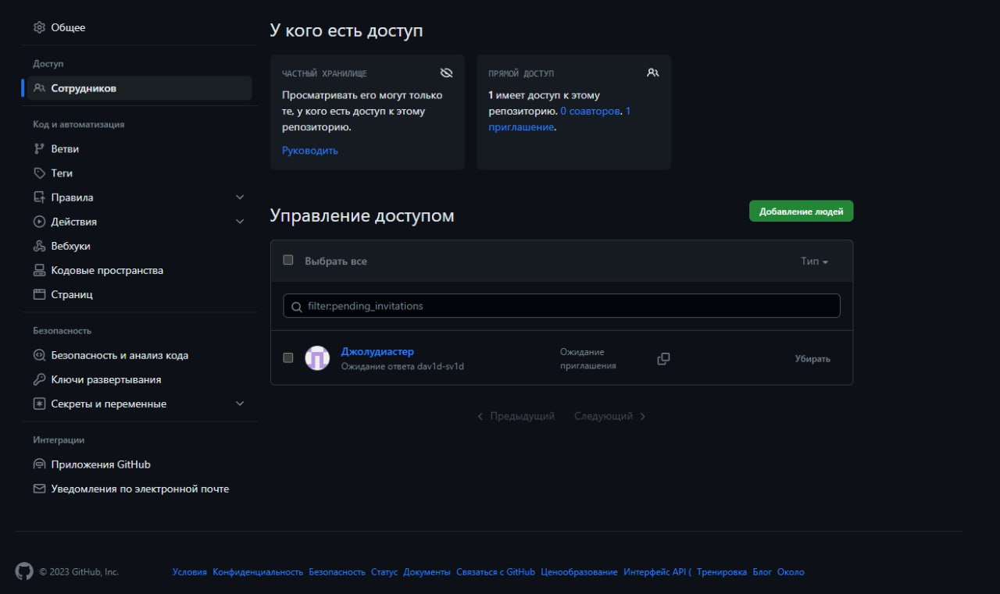 Общее
Доступ
Сотрудников
Код и автоматизация
Ветви
Теги
Правила
Действия
Вебхуки
Кодовые пространства
Страниц
Безопасность
Безопасность и анализ кода
Ключи развертывания
Секреты и переменные
Интеграции
Приложения GitHub
Уведомления по электронной почте
У кого есть доступ
ЧАСТНЫЙ ХРАНИЛИЩЕ
Просматривать его могут только
те, у кого есть доступ к этому
репозиторию.
Руководить
ПРЯМОЙ ДОСТУП
1 имеет доступ к этому
репозиторию. 0 соавторов. 1
приглашение.
Управление доступом
Добавление людей
Выбрать все
Тип
filter:pending_invitations
Джолудиастер
Ожидание ответа dav1d-sv1d
Ожидание
приглашения
Убирать
Предыдущий
Следующий
© 2023 GitHub, Inc.
Условия Конфиденциальность Безопасность Статус Документы Связаться с GitHub Ценообразование Интерфейс API ( Тренировка Блог Около